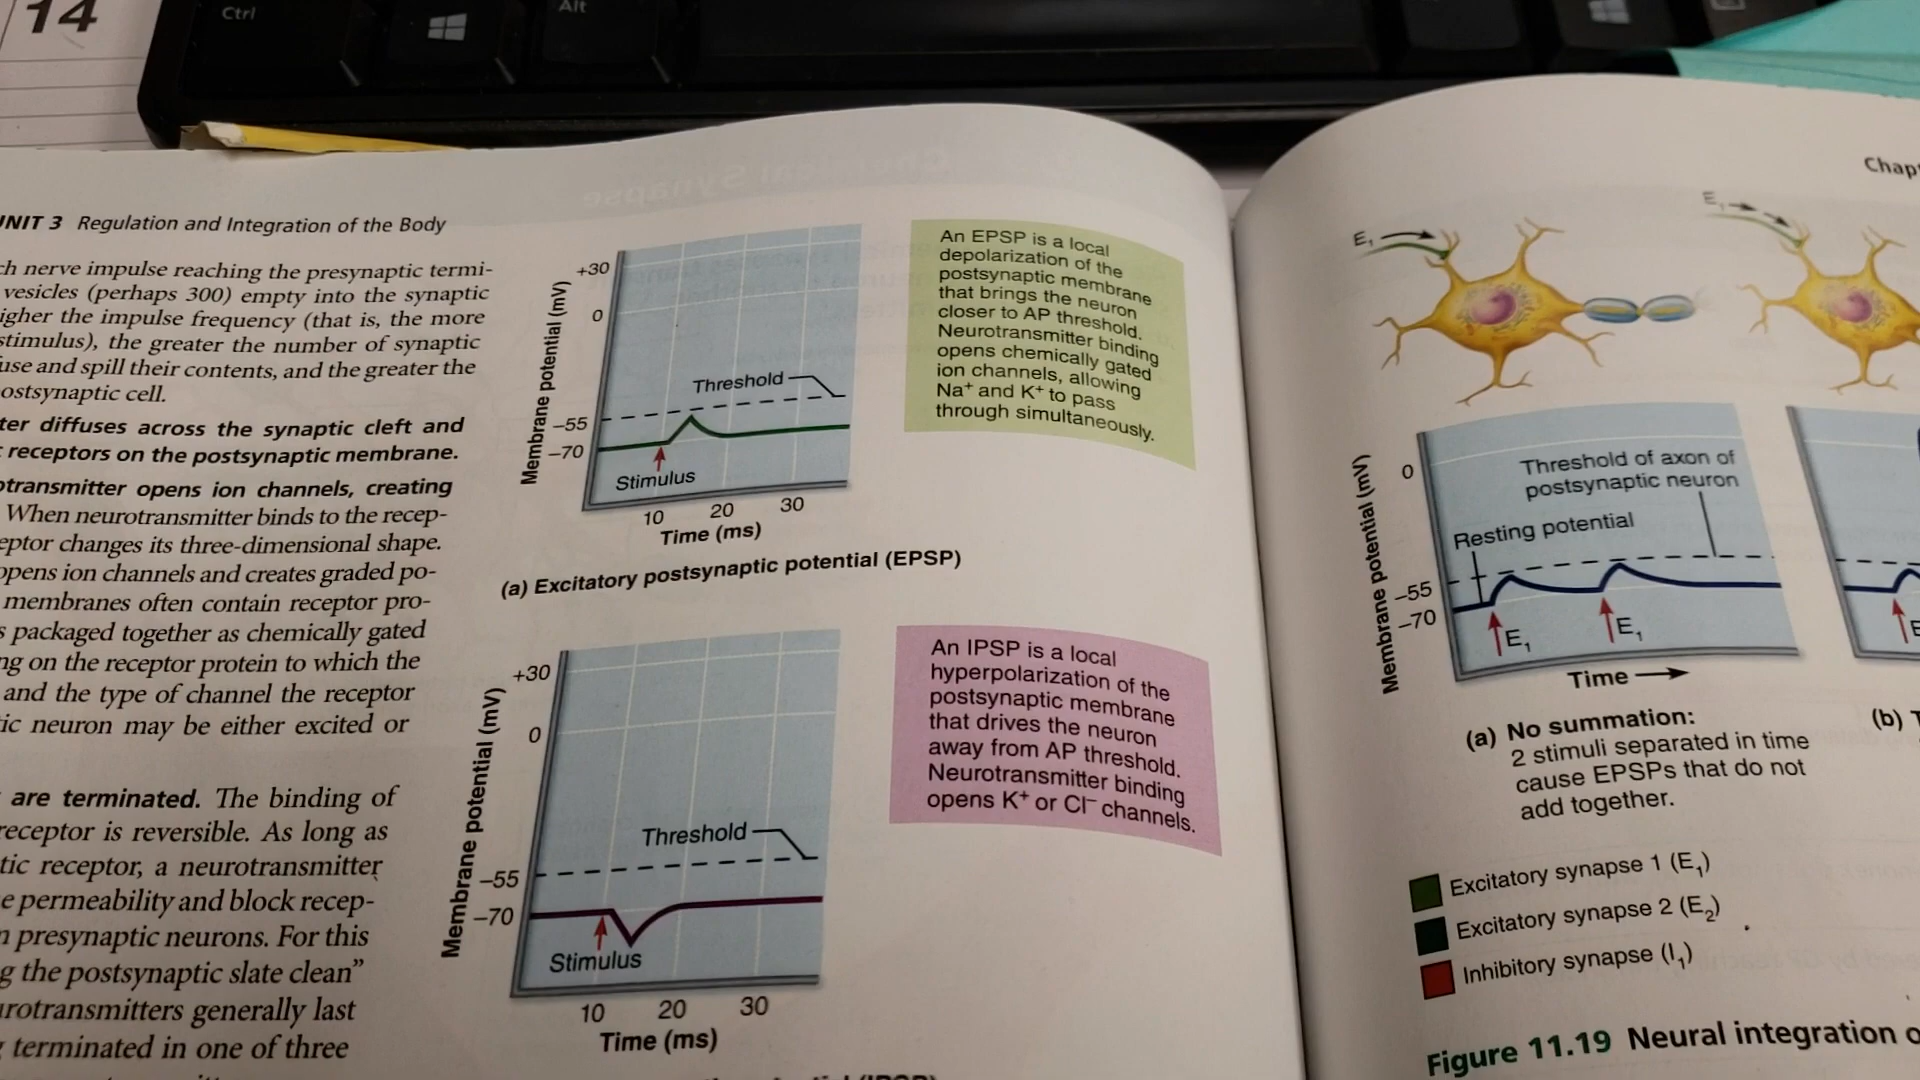 14
Ctrl
Alt
UNIT 3 Regulation and Integration of the Body
nerve impulse reaching the presynaptic termi-
vesicles (perhaps 300) empty into the synaptic
the impulse frequency (that is, the more
stimulus), the greater the number of synaptic
and spill their contents, and the greater the
cell.
diffuses across the synaptic cleft and
receptors on the postsynaptic membrane.
opens ion channels, creating
When neurotransmitter binds to the recep-
changes its three-dimensional shape.
opens ion channels and creates graded po-
membranes often contain receptor pro-
packaged together as chemically gated
on the receptor protein to which the
and the type of channel the receptor
neuron may be either excited or
are terminated. The binding of
receptor is reversible. As long as
receptor, a neurotransmitter
permeability and block recep-
presynaptic neurons. For this
the postsynaptic slate clean”
generally last
terminated in one of three
Membrane potential (mV)
+30
0
–55
–70
Threshold
Stimulus
10 20 30
Time (ms)
(a) Excitatory postsynaptic potential (EPSP)
An EPSP is a local
depolarization of the
postsynaptic membrane
that brings the neuron
closer to AP threshold.
Neurotransmitter binding
opens chemically gated
ion channels, allowing
Na⁺ and K⁺ to pass
through simultaneously.
Membrane potential (mV)
+30
0
–55
–70
Threshold
Stimulus
10 20 30
Time (ms)
An IPSP is a local
hyperpolarization of the
postsynaptic membrane
that drives the neuron
away from AP threshold.
Neurotransmitter binding
opens K⁺ or Cl⁻ channels.
E₁
E₁
Membrane potential (mV)
0
–55
–70
Threshold of axon of
postsynaptic neuron
Resting potential
E₁
E₁
Time
(a) No summation:
2 stimuli separated in time
cause EPSPs that do not
add together.
(b)
Excitatory synapse 1 (E₁)
Excitatory synapse 2 (E₂)
Inhibitory synapse (I₁)
Figure 11.19 Neural integration